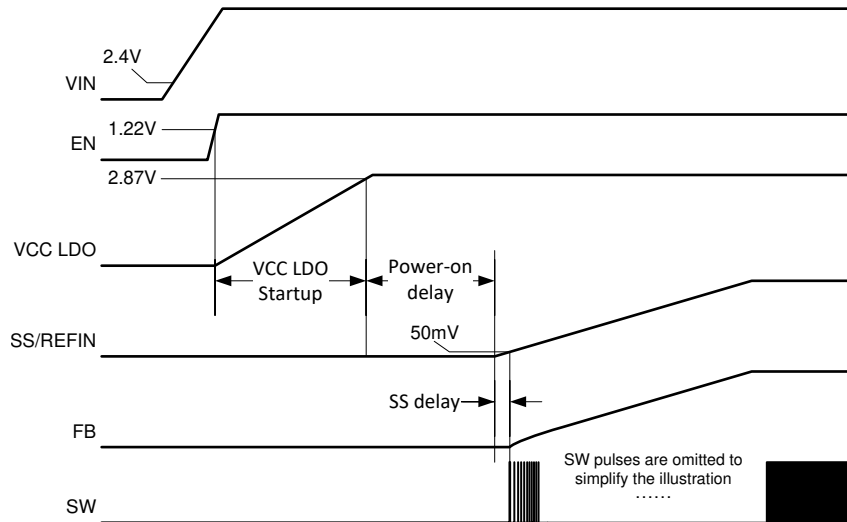 2.4V
VIN
1.22V
EN
2.87V
VCC LDO
VCC LDO
Startup
Power-on
delay
50mV
SS/REFIN
SS delay
FB
SW pulses are omitted to
simplify the illustration
......
SW